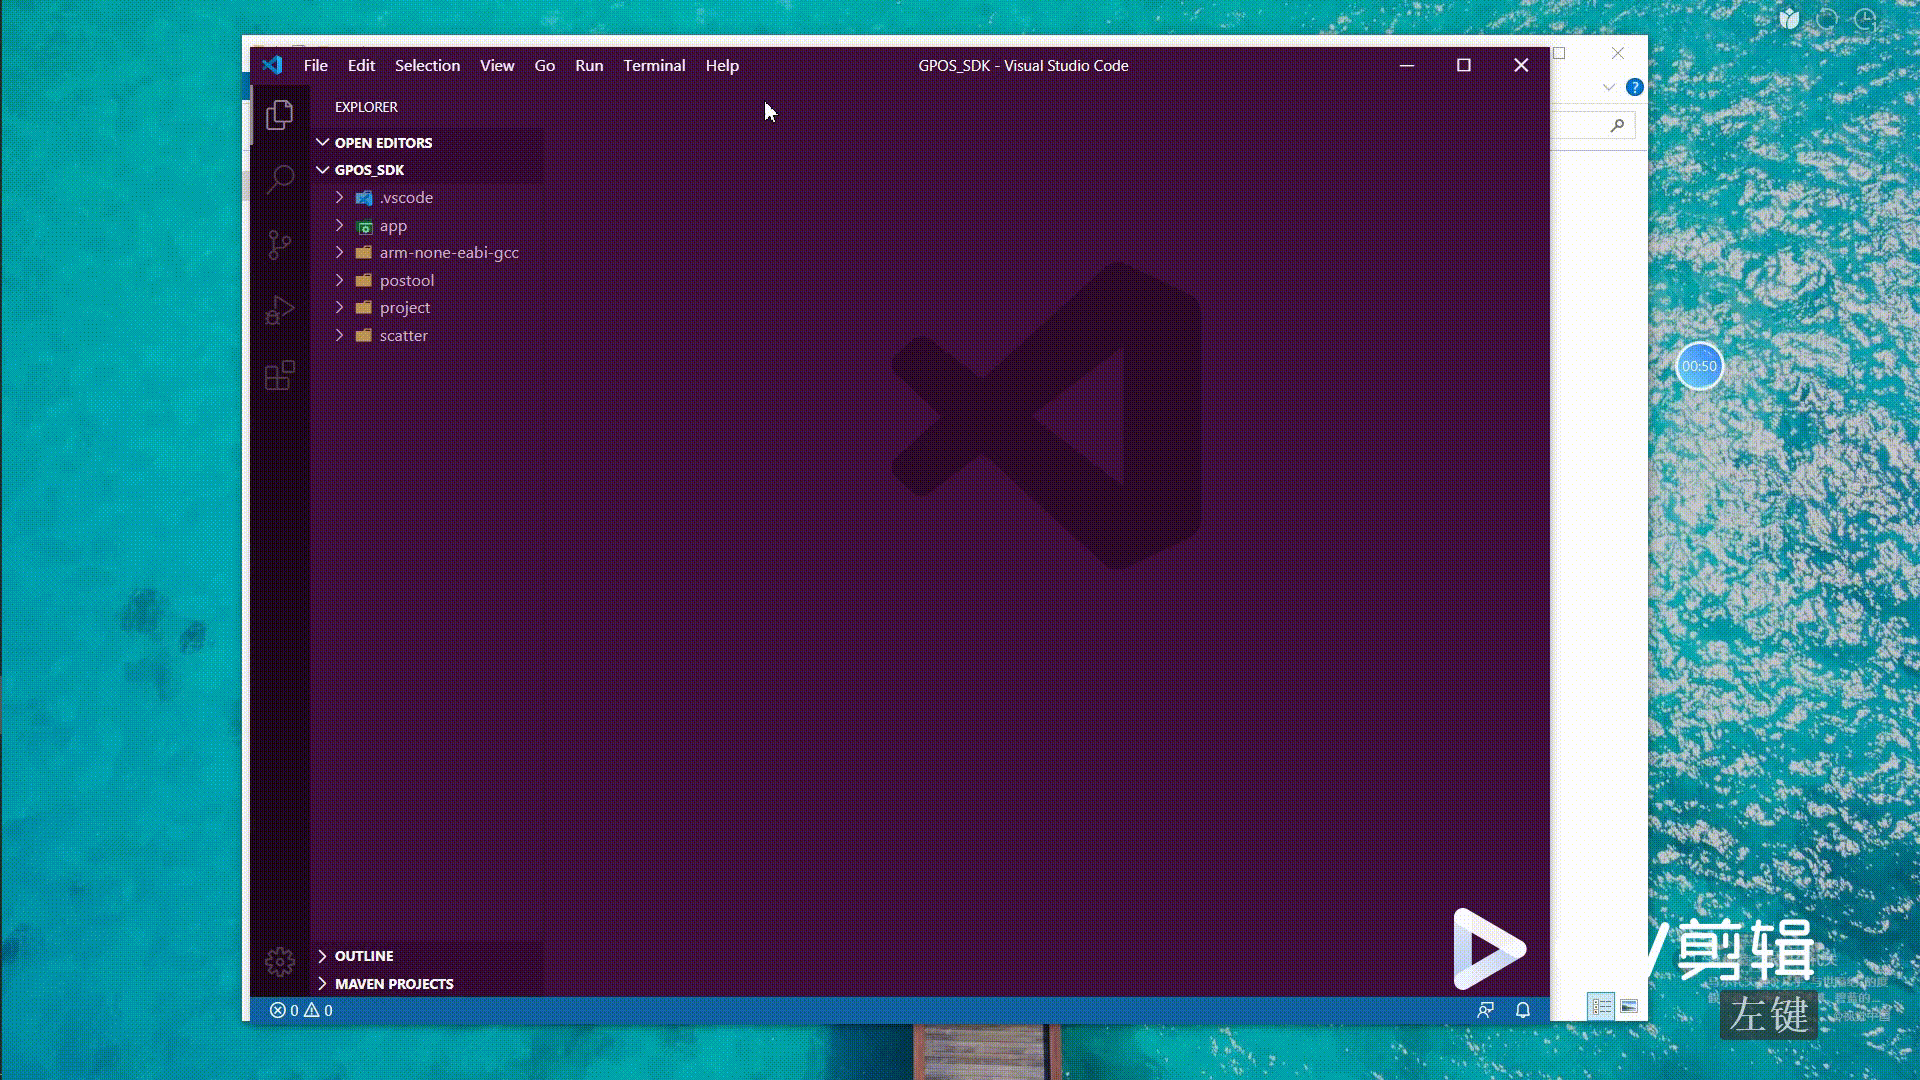 File Edit Selection View Go Run Terminal Help GPOS_SDK - Visual Studio Code
EXPLORER
OPEN EDITORS
GPOS_SDK
.vscode
app
arm-none-eabi-gcc
postool
project
scatter
00:50
OUTLINE
MAVEN PROJECTS
0 0
剪辑
左键